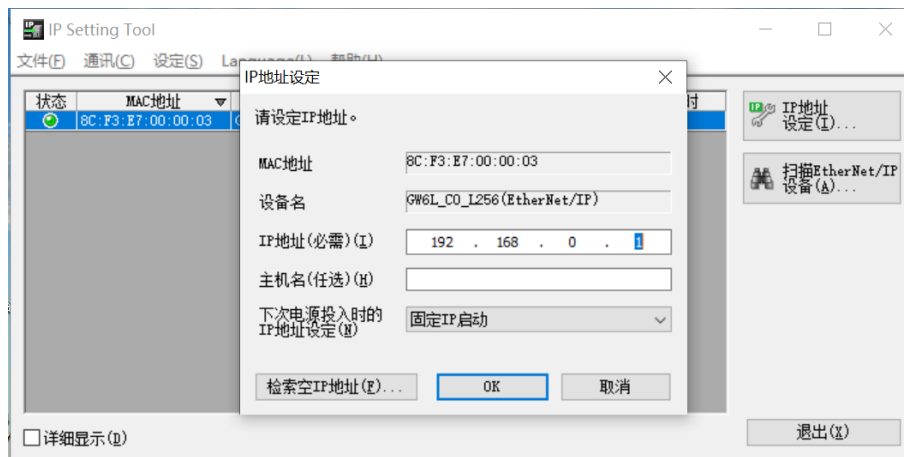 IP Setting Tool
文件(F) 通讯(C) 设定(S)
IP地址设定
状态 MAC地址 时
8C:F3:E7:00:00:03
请设定IP地址。
MAC地址 8C:F3:E7:00:00:03
设备名 GW6L_CO_L256(EtherNet/IP)
IP地址(必需)(I) 192 . 168 . 0 . 1
主机名(任选)(H)
下次电源投入时的
IP地址设定(N) 固定IP启动
检索空IP地址(F)... OK 取消
IP地址
设定(I)...
扫描EtherNet/IP
设备(A)...
详细显示(D)
退出(X)